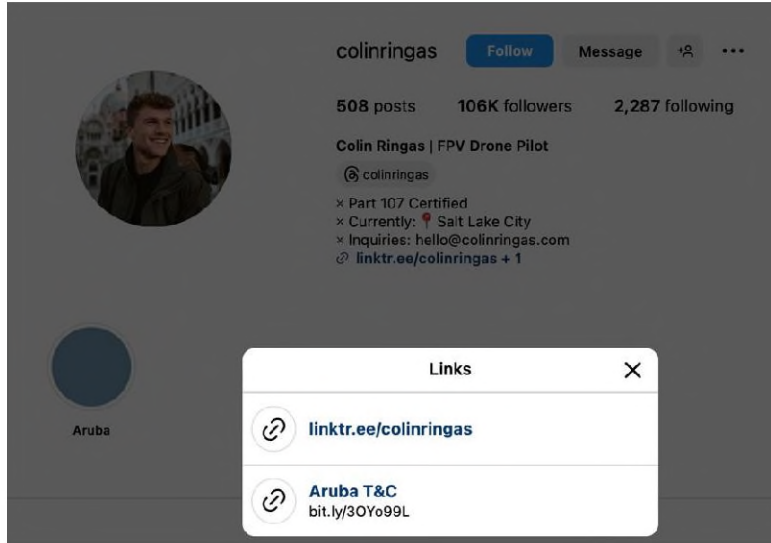 colinringas Follow Message
508 posts 106K followers 2,287 following
Colin Ringas | FPV Drone Pilot
colinringas
× Part 107 Certified
× Currently: 📍 Salt Lake City
× Inquiries: hello@colinringas.com
linktr.ee/colinringas + 1
Aruba
Links
linktr.ee/colinringas
Aruba T&C
bit.ly/3OYo99L